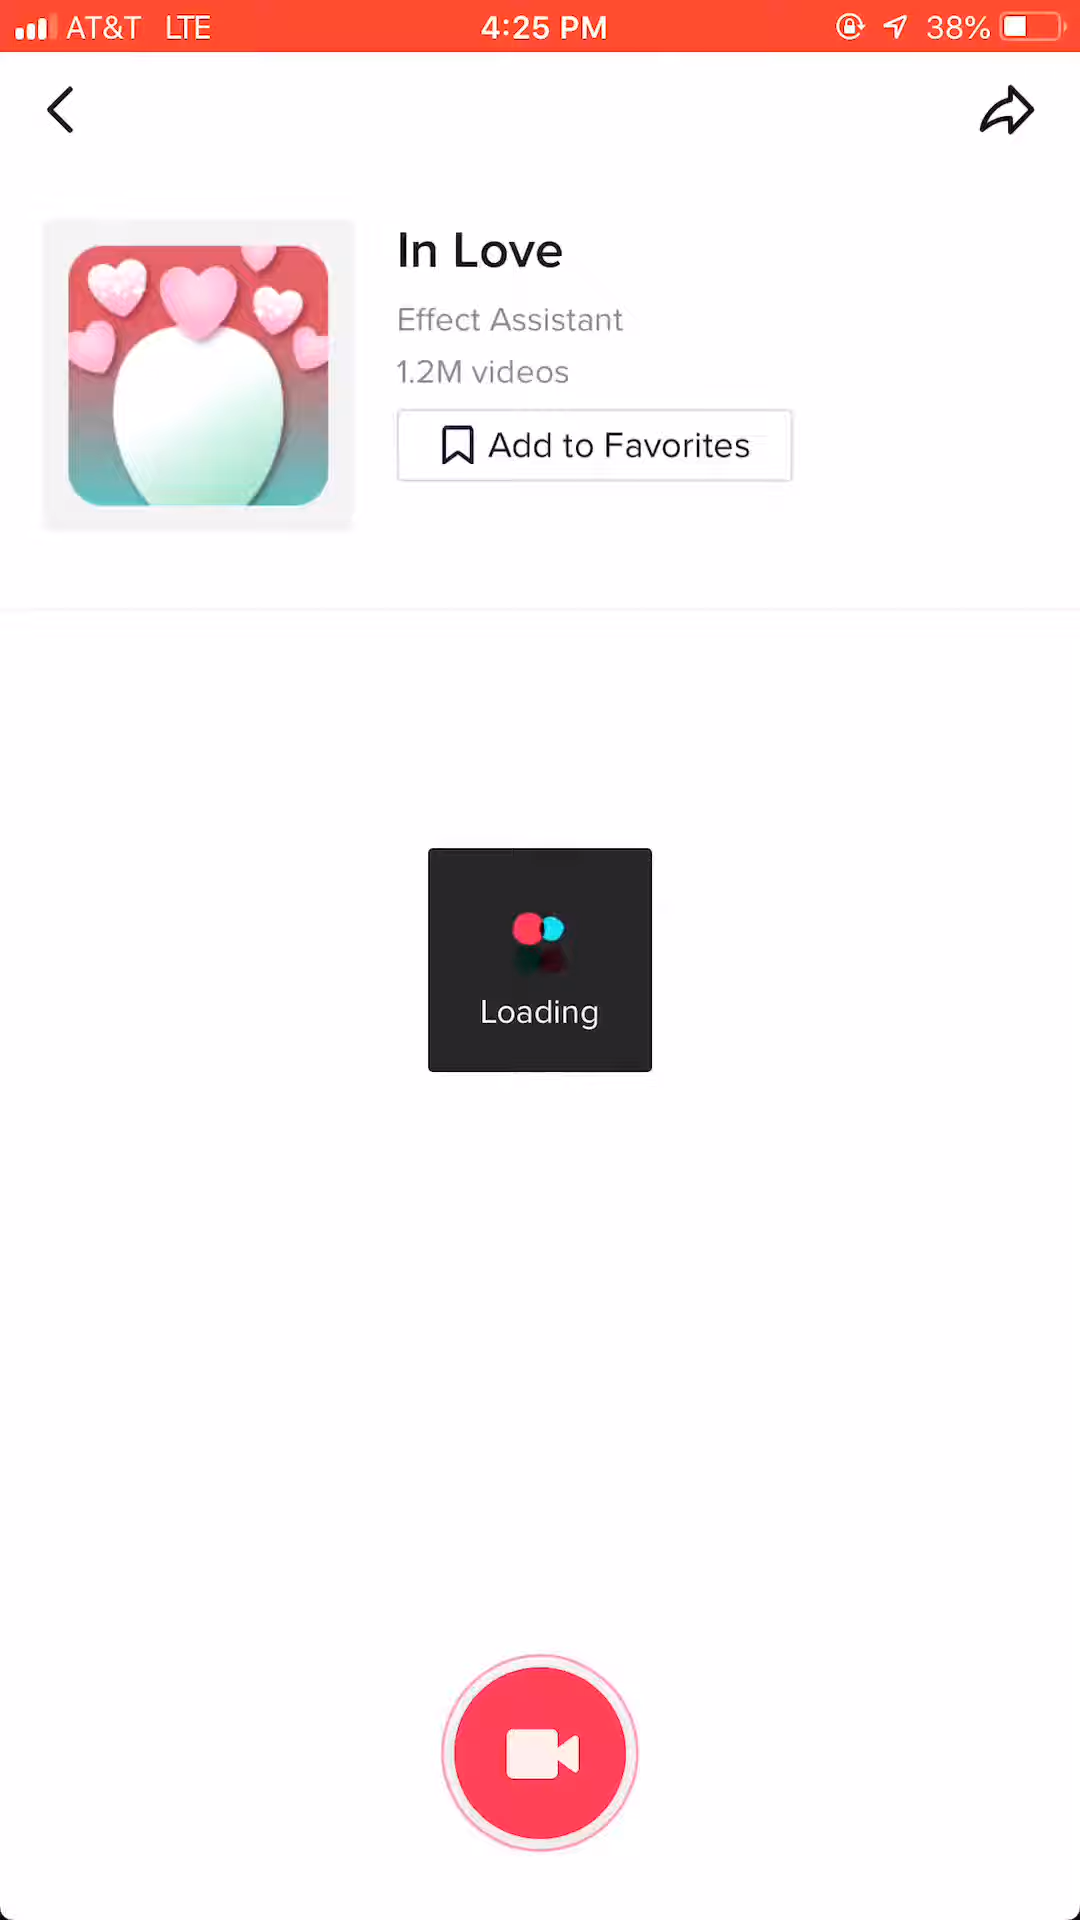 AT&T LTE 4:25 PM 38%
In Love
Effect Assistant
1.2M videos
Add to Favorites
Loading